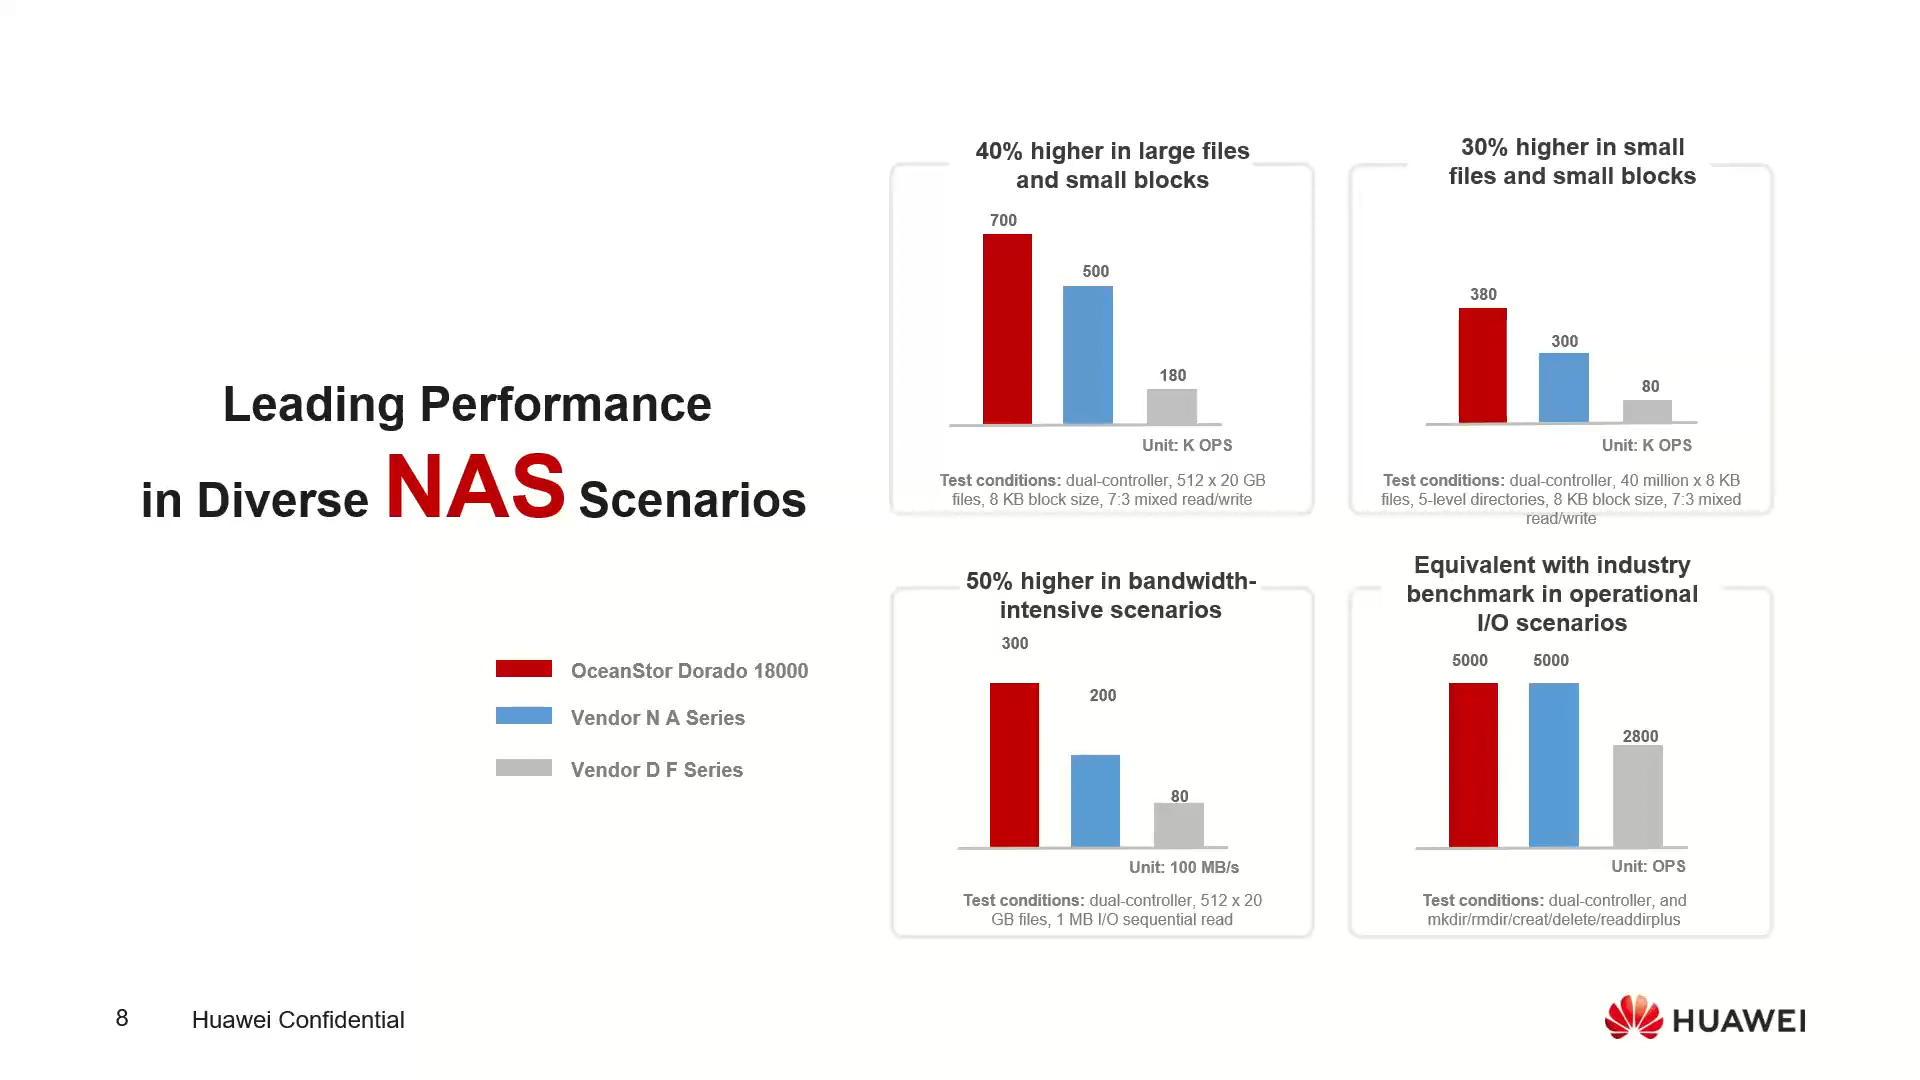 Leading Performance
in Diverse NAS Scenarios
OceanStor Dorado 18000
Vendor N A Series
Vendor D F Series
40% higher in large files
and small blocks
700
500
180
Unit: K OPS
Test conditions: dual-controller, 512 x 20 GB
files, 8 KB block size, 7:3 mixed read/write
30% higher in small
files and small blocks
380
300
80
Unit: K OPS
Test conditions: dual-controller, 40 million x 8 KB
files, 5-level directories, 8 KB block size, 7:3 mixed
read/write
50% higher in bandwidth-
intensive scenarios
300
200
80
Unit: 100 MB/s
Test conditions: dual-controller, 512 x 20
GB files, 1 MB I/O sequential read
Equivalent with industry
benchmark in operational
I/O scenarios
5000
5000
2800
Unit: OPS
Test conditions: dual-controller, and
mkdir/rmdir/creat/delete/readdirplus
8
Huawei Confidential
HUAWEI